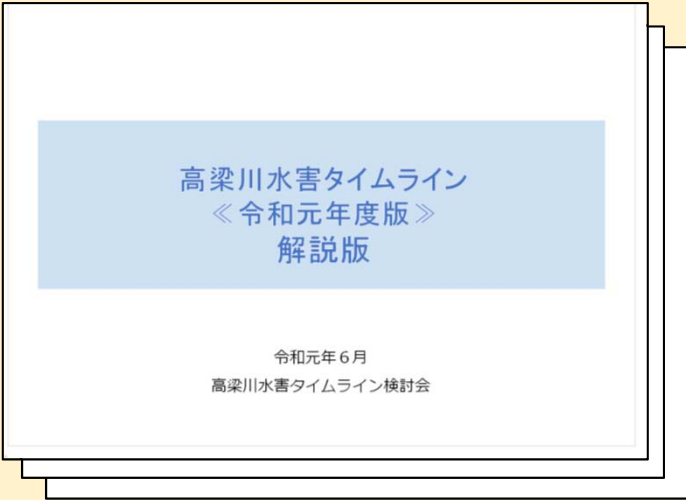 高梁川水害タイムライン
≪令和元年度版≫
解説版
令和元年６月
高梁川水害タイムライン検討会